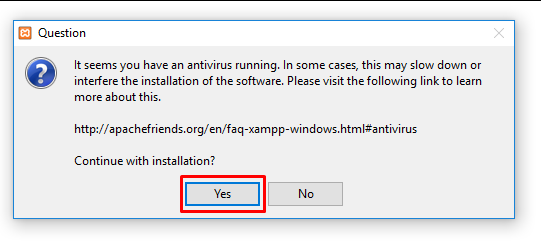 Question
It seems you have an antivirus running. In some cases, this may slow down or
interfere the installation of the software. Please visit the following link to learn
more about this.
http://apachefriends.org/en/faq-xampp-windows.html#antivirus
Continue with installation?
Yes No